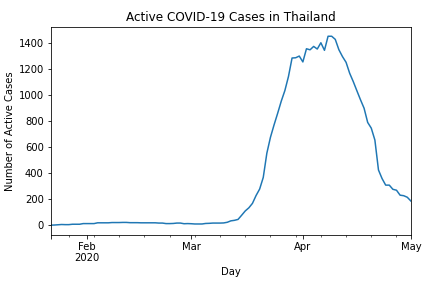 Active COVID-19 Cases in Thailand
Number of Active Cases
1400
1200
1000
800
600
400
200
0
Feb
2020
Mar
Apr
May
Day